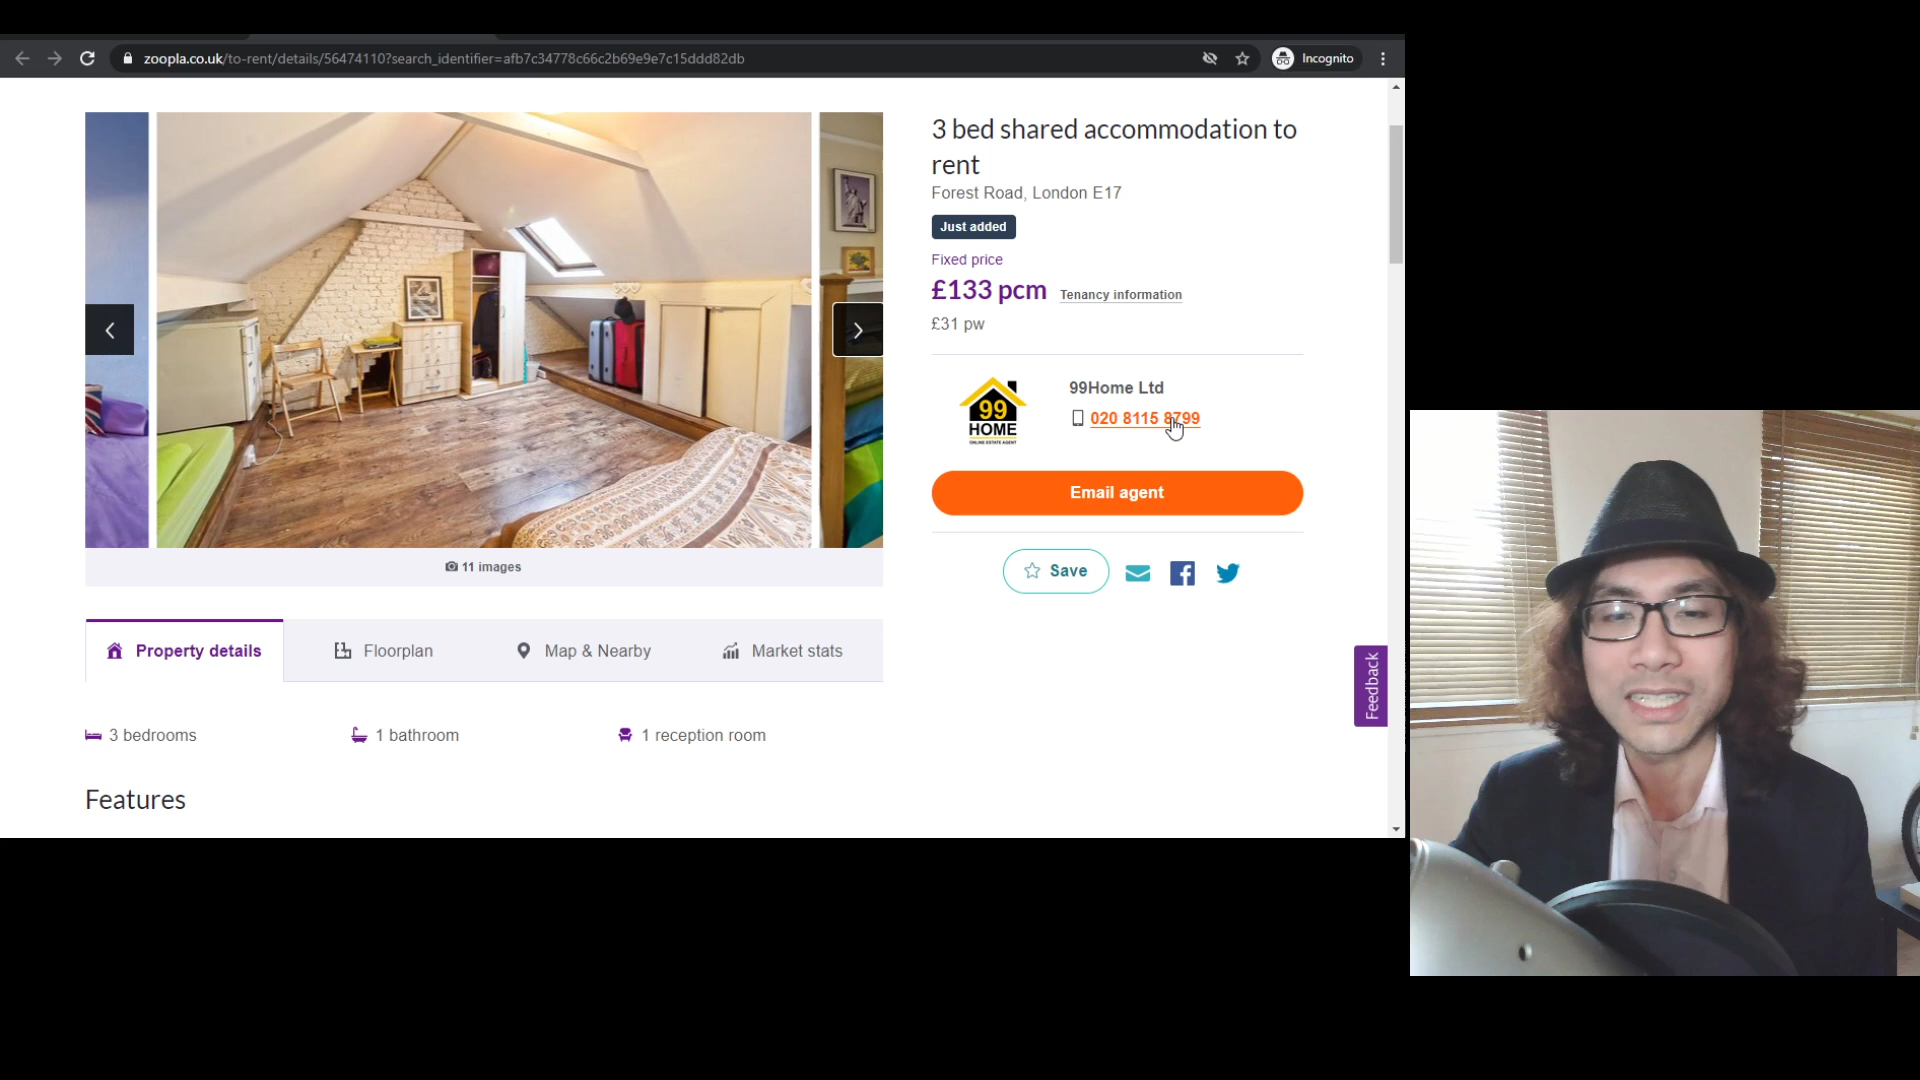 zoopla.co.uk/to-rent/details/56474110?search_identifier=afb7c34778c66c2b69e9e7c15ddd82db
Incognito
3 bed shared accommodation to
rent
Forest Road, London E17
Just added
Fixed price
£133 pcm Tenancy information
£31 pw
99
HOME
ONLINE ESTATE AGENT
99Home Ltd
020 8115 8799
Email agent
Save
11 images
Property details
Floorplan
Map & Nearby
Market stats
Feedback
3 bedrooms
1 bathroom
1 reception room
Features